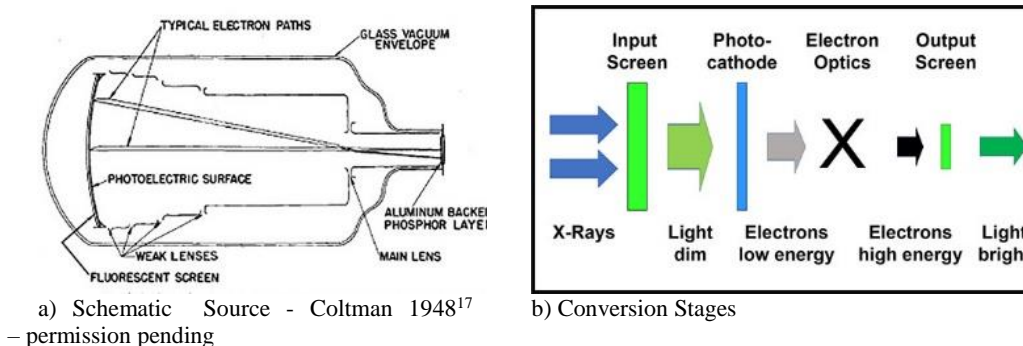 TYPICAL ELECTRON PATHS
GLASS VACUUM
ENVELOPE
PHOTOELECTRIC SURFACE
ALUMINUM BACKED
PHOSPHOR LAYER
WEAK LENSES
MAIN LENS
FLUORESCENT SCREEN
Input
Screen
Photo-
cathode
Electron
Optics
Output
Screen
X
X-Rays
Light
dim
Electrons
low energy
Electrons
high energy
Light
bright
a) Schematic Source - Coltman 194817
– permission pending
b) Conversion Stages